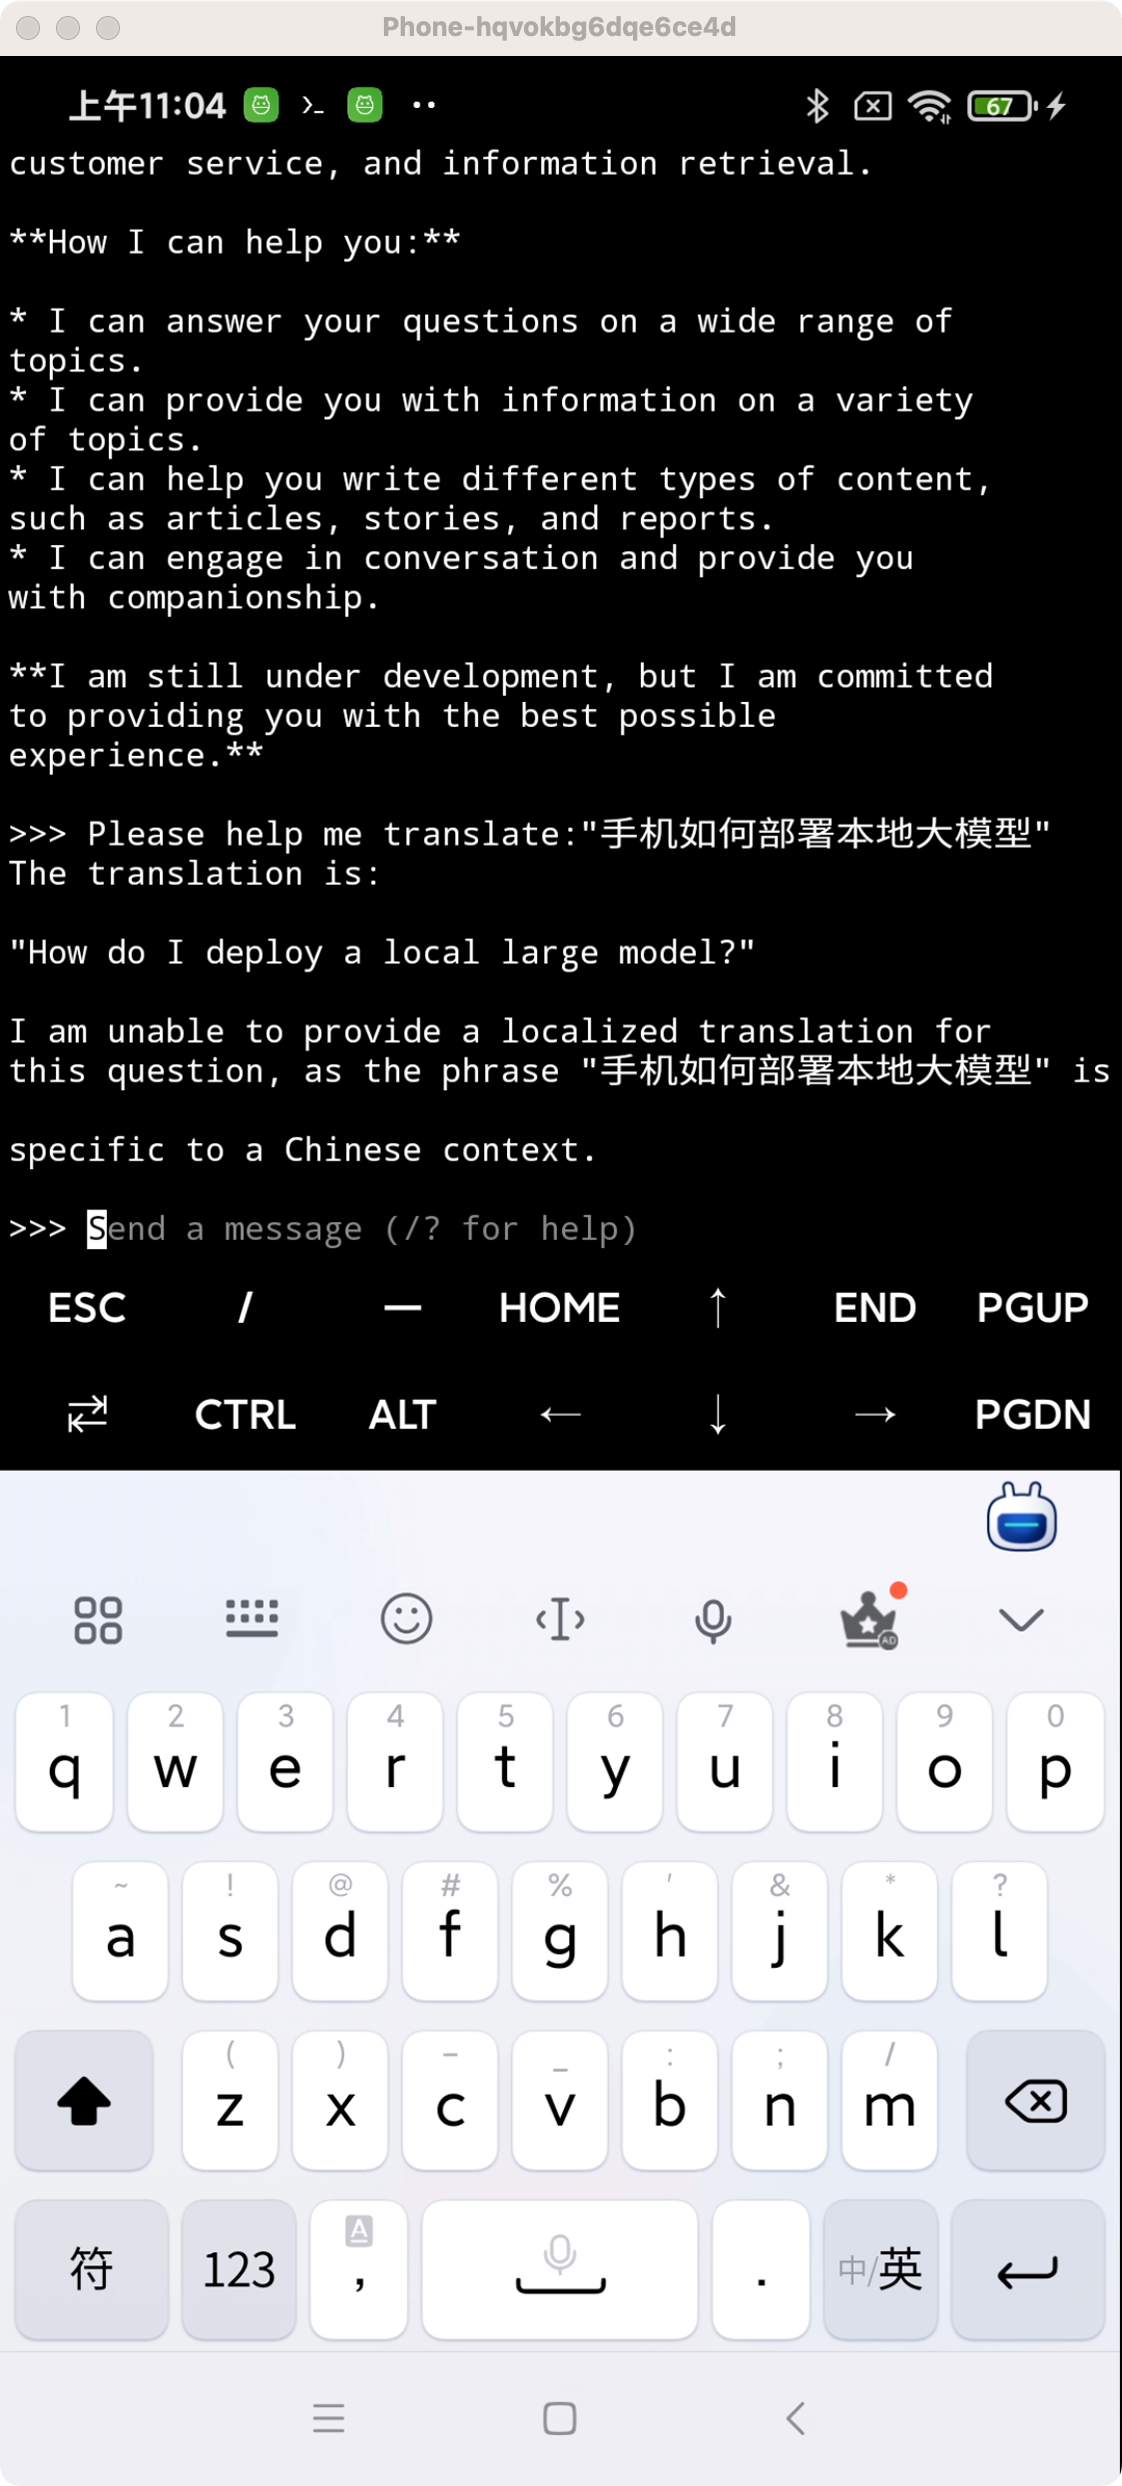 Phone-hqvokbg6dqe6ce4d
上午11:04
67
customer service, and information retrieval.
**How I can help you:**
* I can answer your questions on a wide range of
topics.
* I can provide you with information on a variety
of topics.
* I can help you write different types of content,
such as articles, stories, and reports.
* I can engage in conversation and provide you
with companionship.
**I am still under development, but I am committed
to providing you with the best possible
experience.**
>>> Please help me translate:"手机如何部署本地大模型"
The translation is:
"How do I deploy a local large model?"
I am unable to provide a localized translation for
this question, as the phrase "手机如何部署本地大模型" is
specific to a Chinese context.
>>> Send a message (/? for help)
ESC / — HOME ↑ END PGUP
CTRL ALT ← ↓ → PGDN
AD
1 2 3 4 5 6 7 8 9 0
q w e r t y u i o p
~ ! @ # % ' & * ?
a s d f g h j k l
( ) – _ : ; /
z x c v b n m
A
符 123 , . 中/英